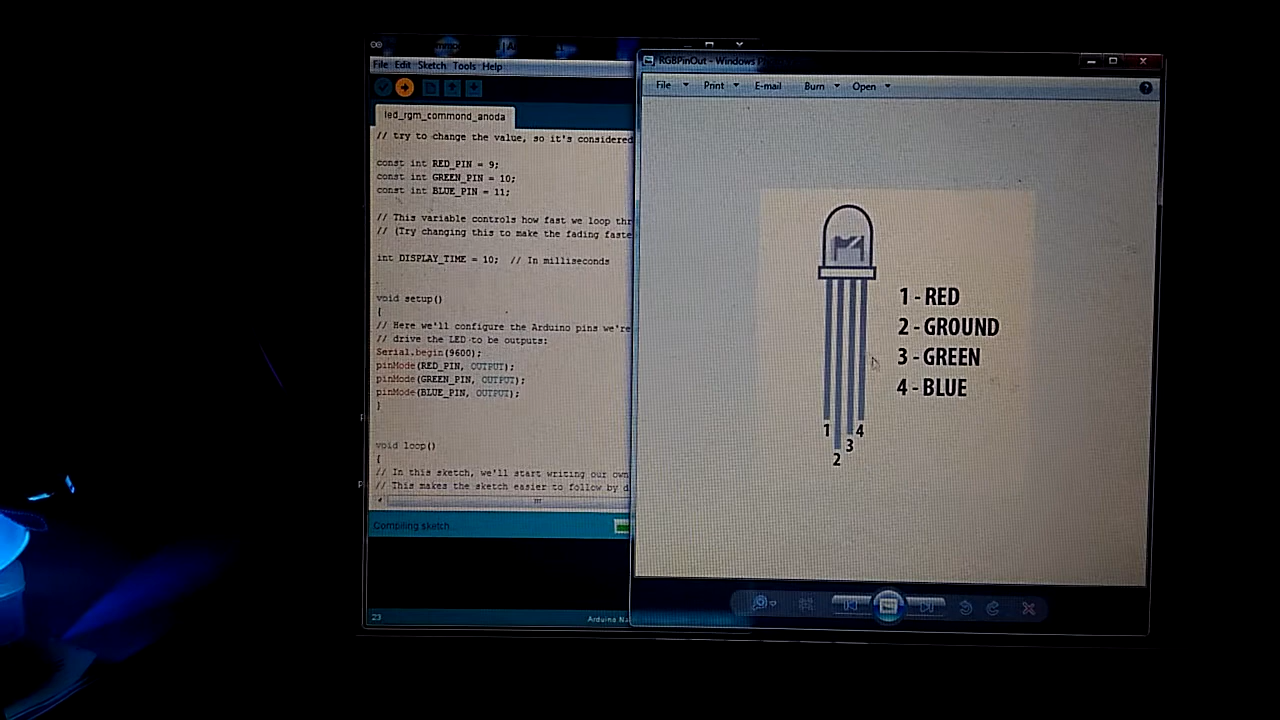 File Edit Sketch Tools Help
led_rgm_commond_anoda
// try to change the value, so it's considered
const int RED_PIN = 9;
const int GREEN_PIN = 10;
const int BLUE_PIN = 11;
// This variable controls how fast we loop thr
// (Try changing this to make the fading faste
int DISPLAY_TIME = 10; // In milliseconds
void setup()
{
// Here we'll configure the Arduino pins we're
// drive the LED to be outputs:
Serial.begin(9600);
pinMode(RED_PIN, OUTPUT);
pinMode(GREEN_PIN, OUTPUT);
pinMode(BLUE_PIN, OUTPUT);
}
void loop()
{
// In this sketch, we'll start writing our own
// This makes the sketch easier to follow by d
Compiling sketch...
23
Arduino Na
RGBPinOut - Windows P
File Print E-mail Burn Open
1 - RED
2 - GROUND
3 - GREEN
4 - BLUE
1
2
3
4